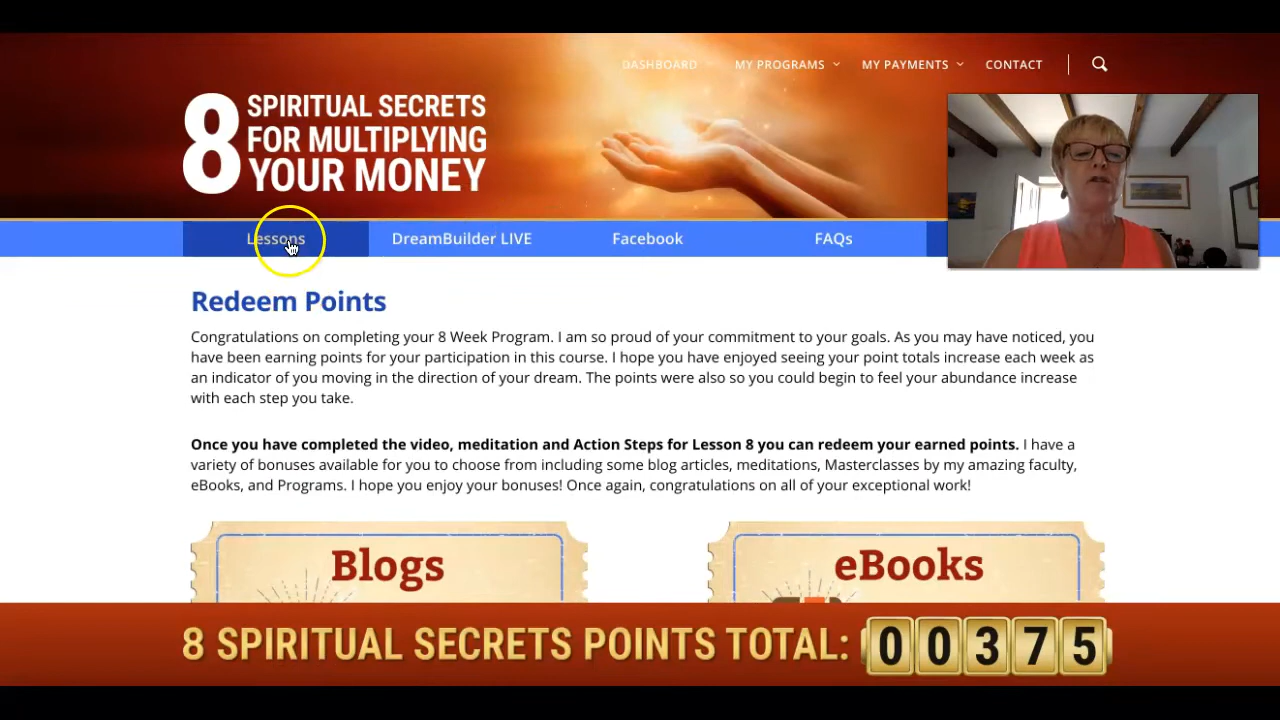 DASHBOARD MY PROGRAMS MY PAYMENTS CONTACT
8 SPIRITUAL SECRETS
FOR MULTIPLYING
YOUR MONEY
Lessons DreamBuilder LIVE Facebook FAQs
Redeem Points
Congratulations on completing your 8 Week Program. I am so proud of your commitment to your goals. As you may have noticed, you
have been earning points for your participation in this course. I hope you have enjoyed seeing your point totals increase each week as
an indicator of you moving in the direction of your dream. The points were also so you could begin to feel your abundance increase
with each step you take.
Once you have completed the video, meditation and Action Steps for Lesson 8 you can redeem your earned points. I have a
variety of bonuses available for you to choose from including some blog articles, meditations, Masterclasses by my amazing faculty,
eBooks, and Programs. I hope you enjoy your bonuses! Once again, congratulations on all of your exceptional work!
Blogs eBooks
8 SPIRITUAL SECRETS POINTS TOTAL: 00375